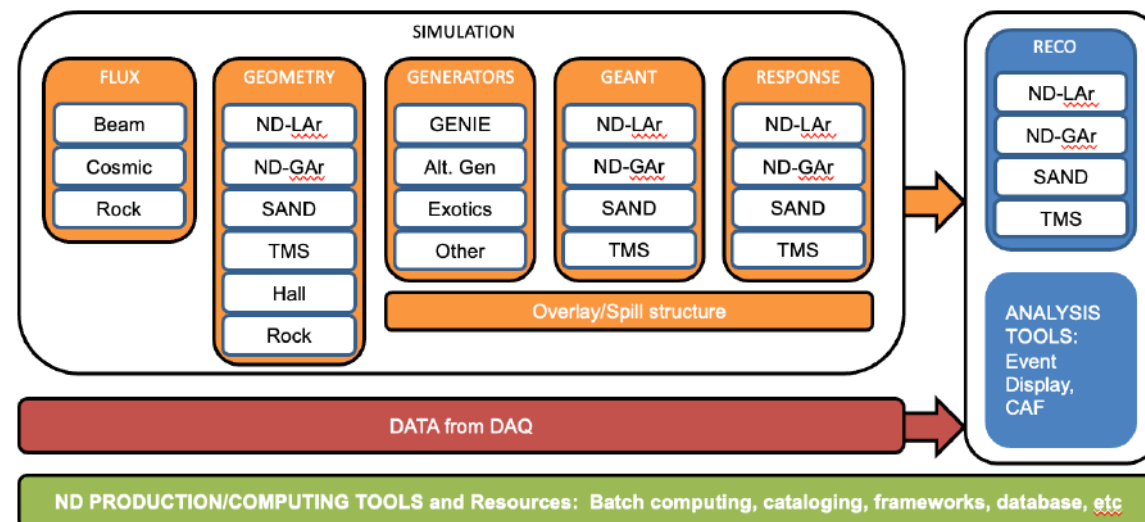 SIMULATION
FLUX
Beam
Cosmic
Rock
GEOMETRY
ND-LAr
ND-GAr
SAND
TMS
Hall
Rock
GENERATORS
GENIE
Alt. Gen
Exotics
Other
GEANT
ND-LAr
ND-GAr
SAND
TMS
RESPONSE
ND-LAr
ND-GAr
SAND
TMS
Overlay/Spill structure
RECO
ND-LAr
ND-GAr
SAND
TMS
ANALYSIS
TOOLS:
Event
Display,
CAF
DATA from DAQ
ND PRODUCTION/COMPUTING TOOLS and Resources: Batch computing, cataloging, frameworks, database, etc